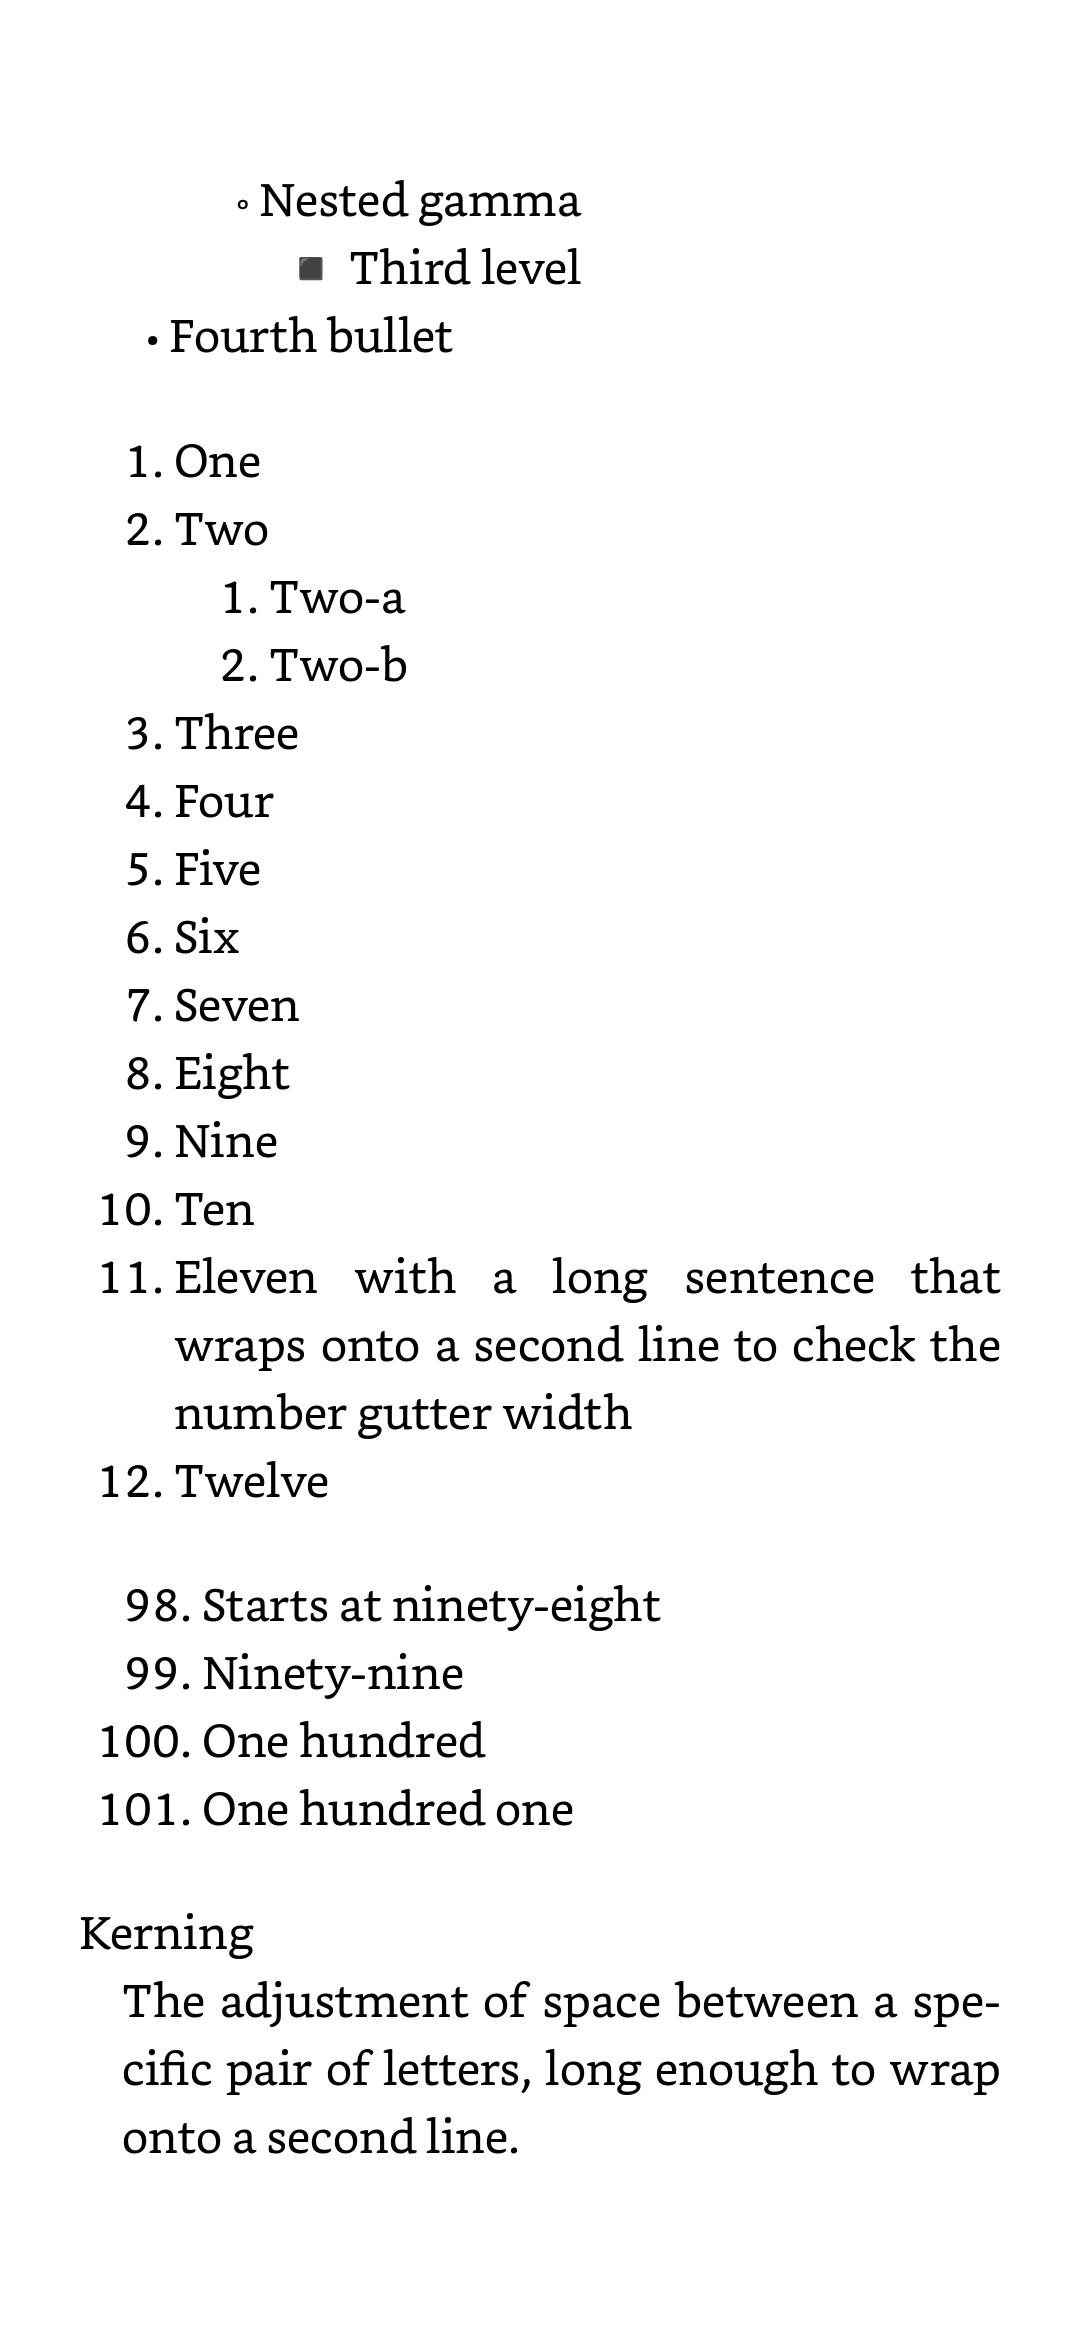 ◦ Nested gamma
▪ Third level
• Fourth bullet
1. One
2. Two
1. Two-a
2. Two-b
3. Three
4. Four
5. Five
6. Six
7. Seven
8. Eight
9. Nine
10. Ten
11. Eleven with a long sentence that
wraps onto a second line to check the
number gutter width
12. Twelve
98. Starts at ninety-eight
99. Ninety-nine
100. One hundred
101. One hundred one
Kerning
The adjustment of space between a spe-
cific pair of letters, long enough to wrap
onto a second line.